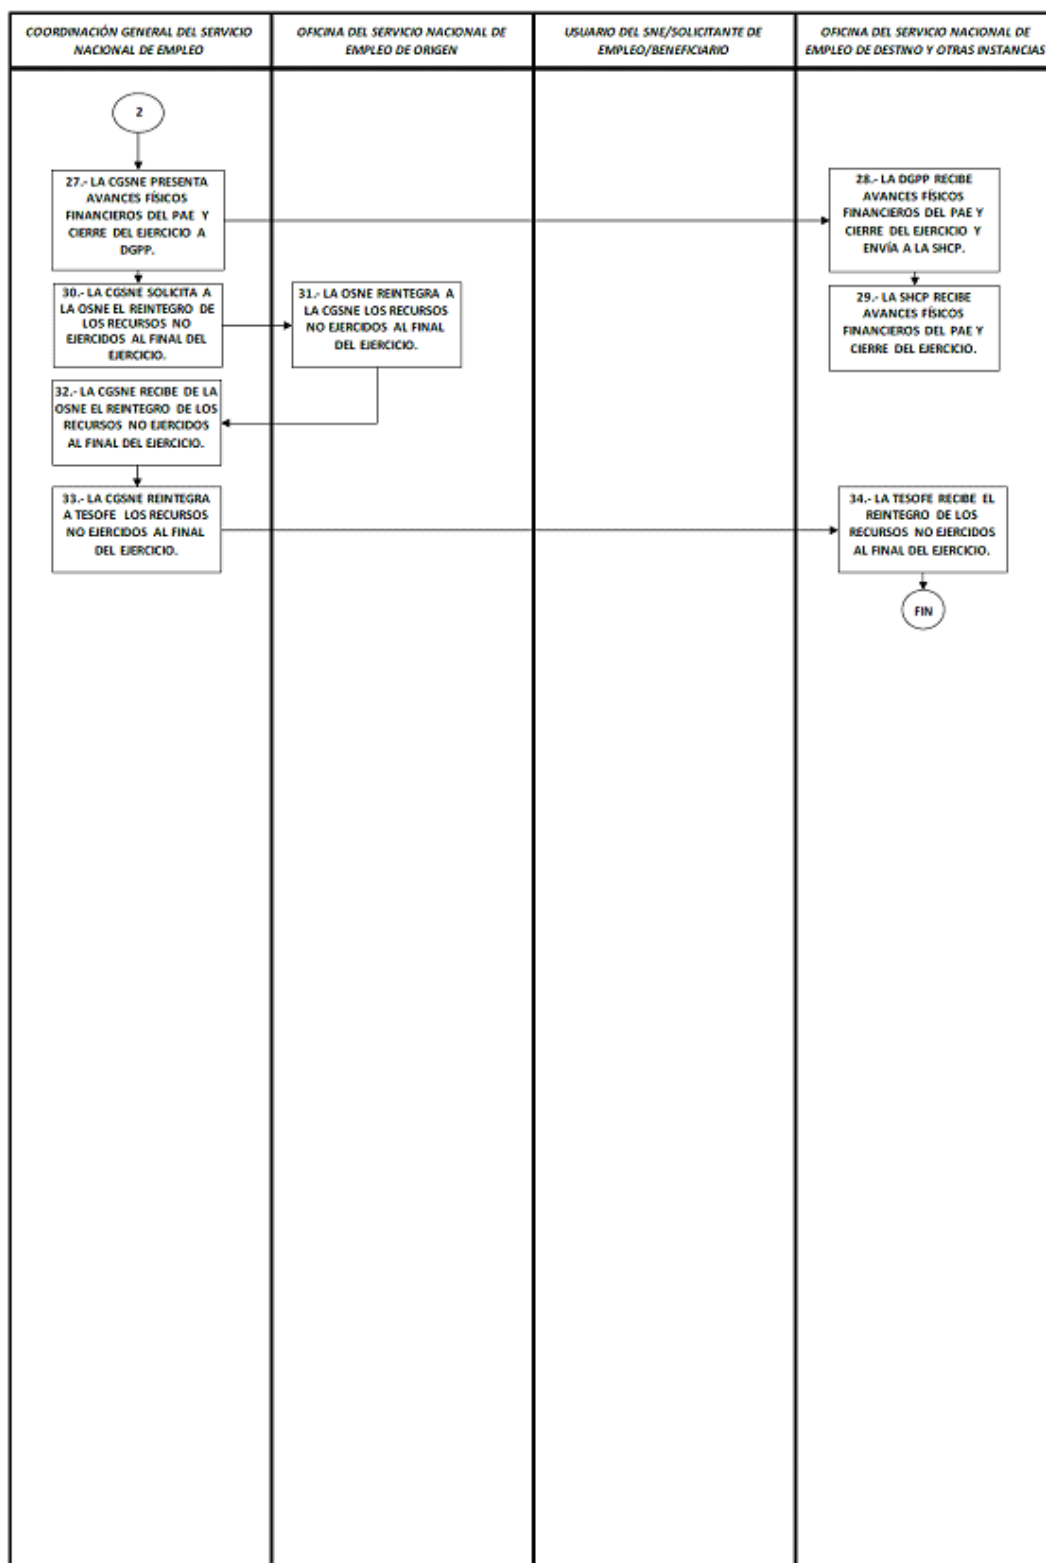 COORDINACIÓN GENERAL DEL SERVICIO
NACIONAL DE EMPLEO
OFICINA DEL SERVICIO NACIONAL DE
EMPLEO DE ORIGEN
USUARIO DEL SNE/SOLICITANTE DE
EMPLEO/BENEFICIARIO
OFICINA DEL SERVICIO NACIONAL DE
EMPLEO DE DESTINO Y OTRAS INSTANCIAS
2
27.- LA CGSNE PRESENTA
AVANCES FÍSICOS
FINANCIEROS DEL PAE Y
CIERRE DEL EJERCICIO A
DGPP.
28.- LA DGPP RECIBE
AVANCES FÍSICOS
FINANCIEROS DEL PAE Y
CIERRE DEL EJERCICIO Y
ENVÍA A LA SHCP.
30.- LA CGSNE SOLICITA A
LA OSNE EL REINTEGRO DE
LOS RECURSOS NO
EJERCIDOS AL FINAL DEL
EJERCICIO.
31.- LA OSNE REINTEGRA A
LA CGSNE LOS RECURSOS
NO EJERCIDOS AL FINAL
DEL EJERCICIO.
29.- LA SHCP RECIBE
AVANCES FÍSICOS
FINANCIEROS DEL PAE Y
CIERRE DEL EJERCICIO.
32.- LA CGSNE RECIBE DE LA
OSNE EL REINTEGRO DE LOS
RECURSOS NO EJERCIDOS
AL FINAL DEL EJERCICIO.
33.- LA CGSNE REINTEGRA
A TESOFE LOS RECURSOS
NO EJERCIDOS AL FINAL
DEL EJERCICIO.
34.- LA TESOFE RECIBE EL
REINTEGRO DE LOS
RECURSOS NO EJERCIDOS
AL FINAL DEL EJERCICIO.
FIN